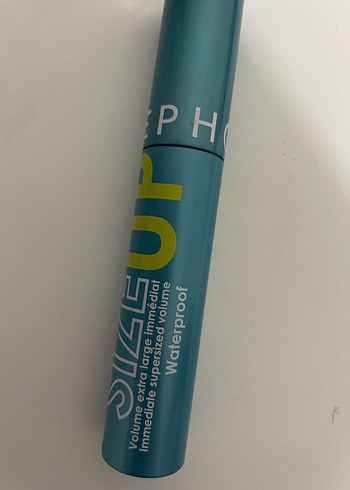 EPHO
SIZE
UP
Volume extra large immédiat
Immediate supersized volume
Waterproof